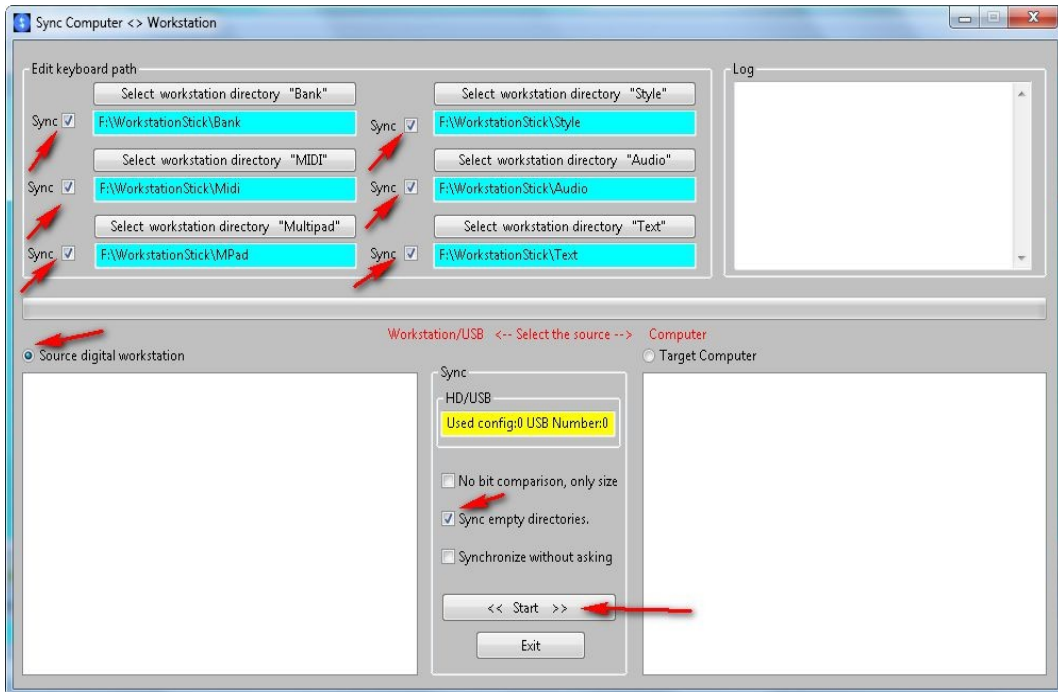 Sync Computer <> Workstation
Edit keyboard path
Select workstation directory "Bank"
Sync
F:\WorkstationStick\Bank
Select workstation directory "MIDI"
Sync
F:\WorkstationStick\Midi
Select workstation directory "Multipad"
Sync
F:\WorkstationStick\MPad
Select workstation directory "Style"
Sync
F:\WorkstationStick\Style
Select workstation directory "Audio"
Sync
F:\WorkstationStick\Audio
Select workstation directory "Text"
Sync
F:\WorkstationStick\Text
Log
Workstation/USB <-- Select the source --> Computer
Source digital workstation
Target Computer
Sync
HD/USB
Used config:0 USB Number:0
No bit comparison, only size
Sync empty directories.
Synchronize without asking
<< Start >>
Exit